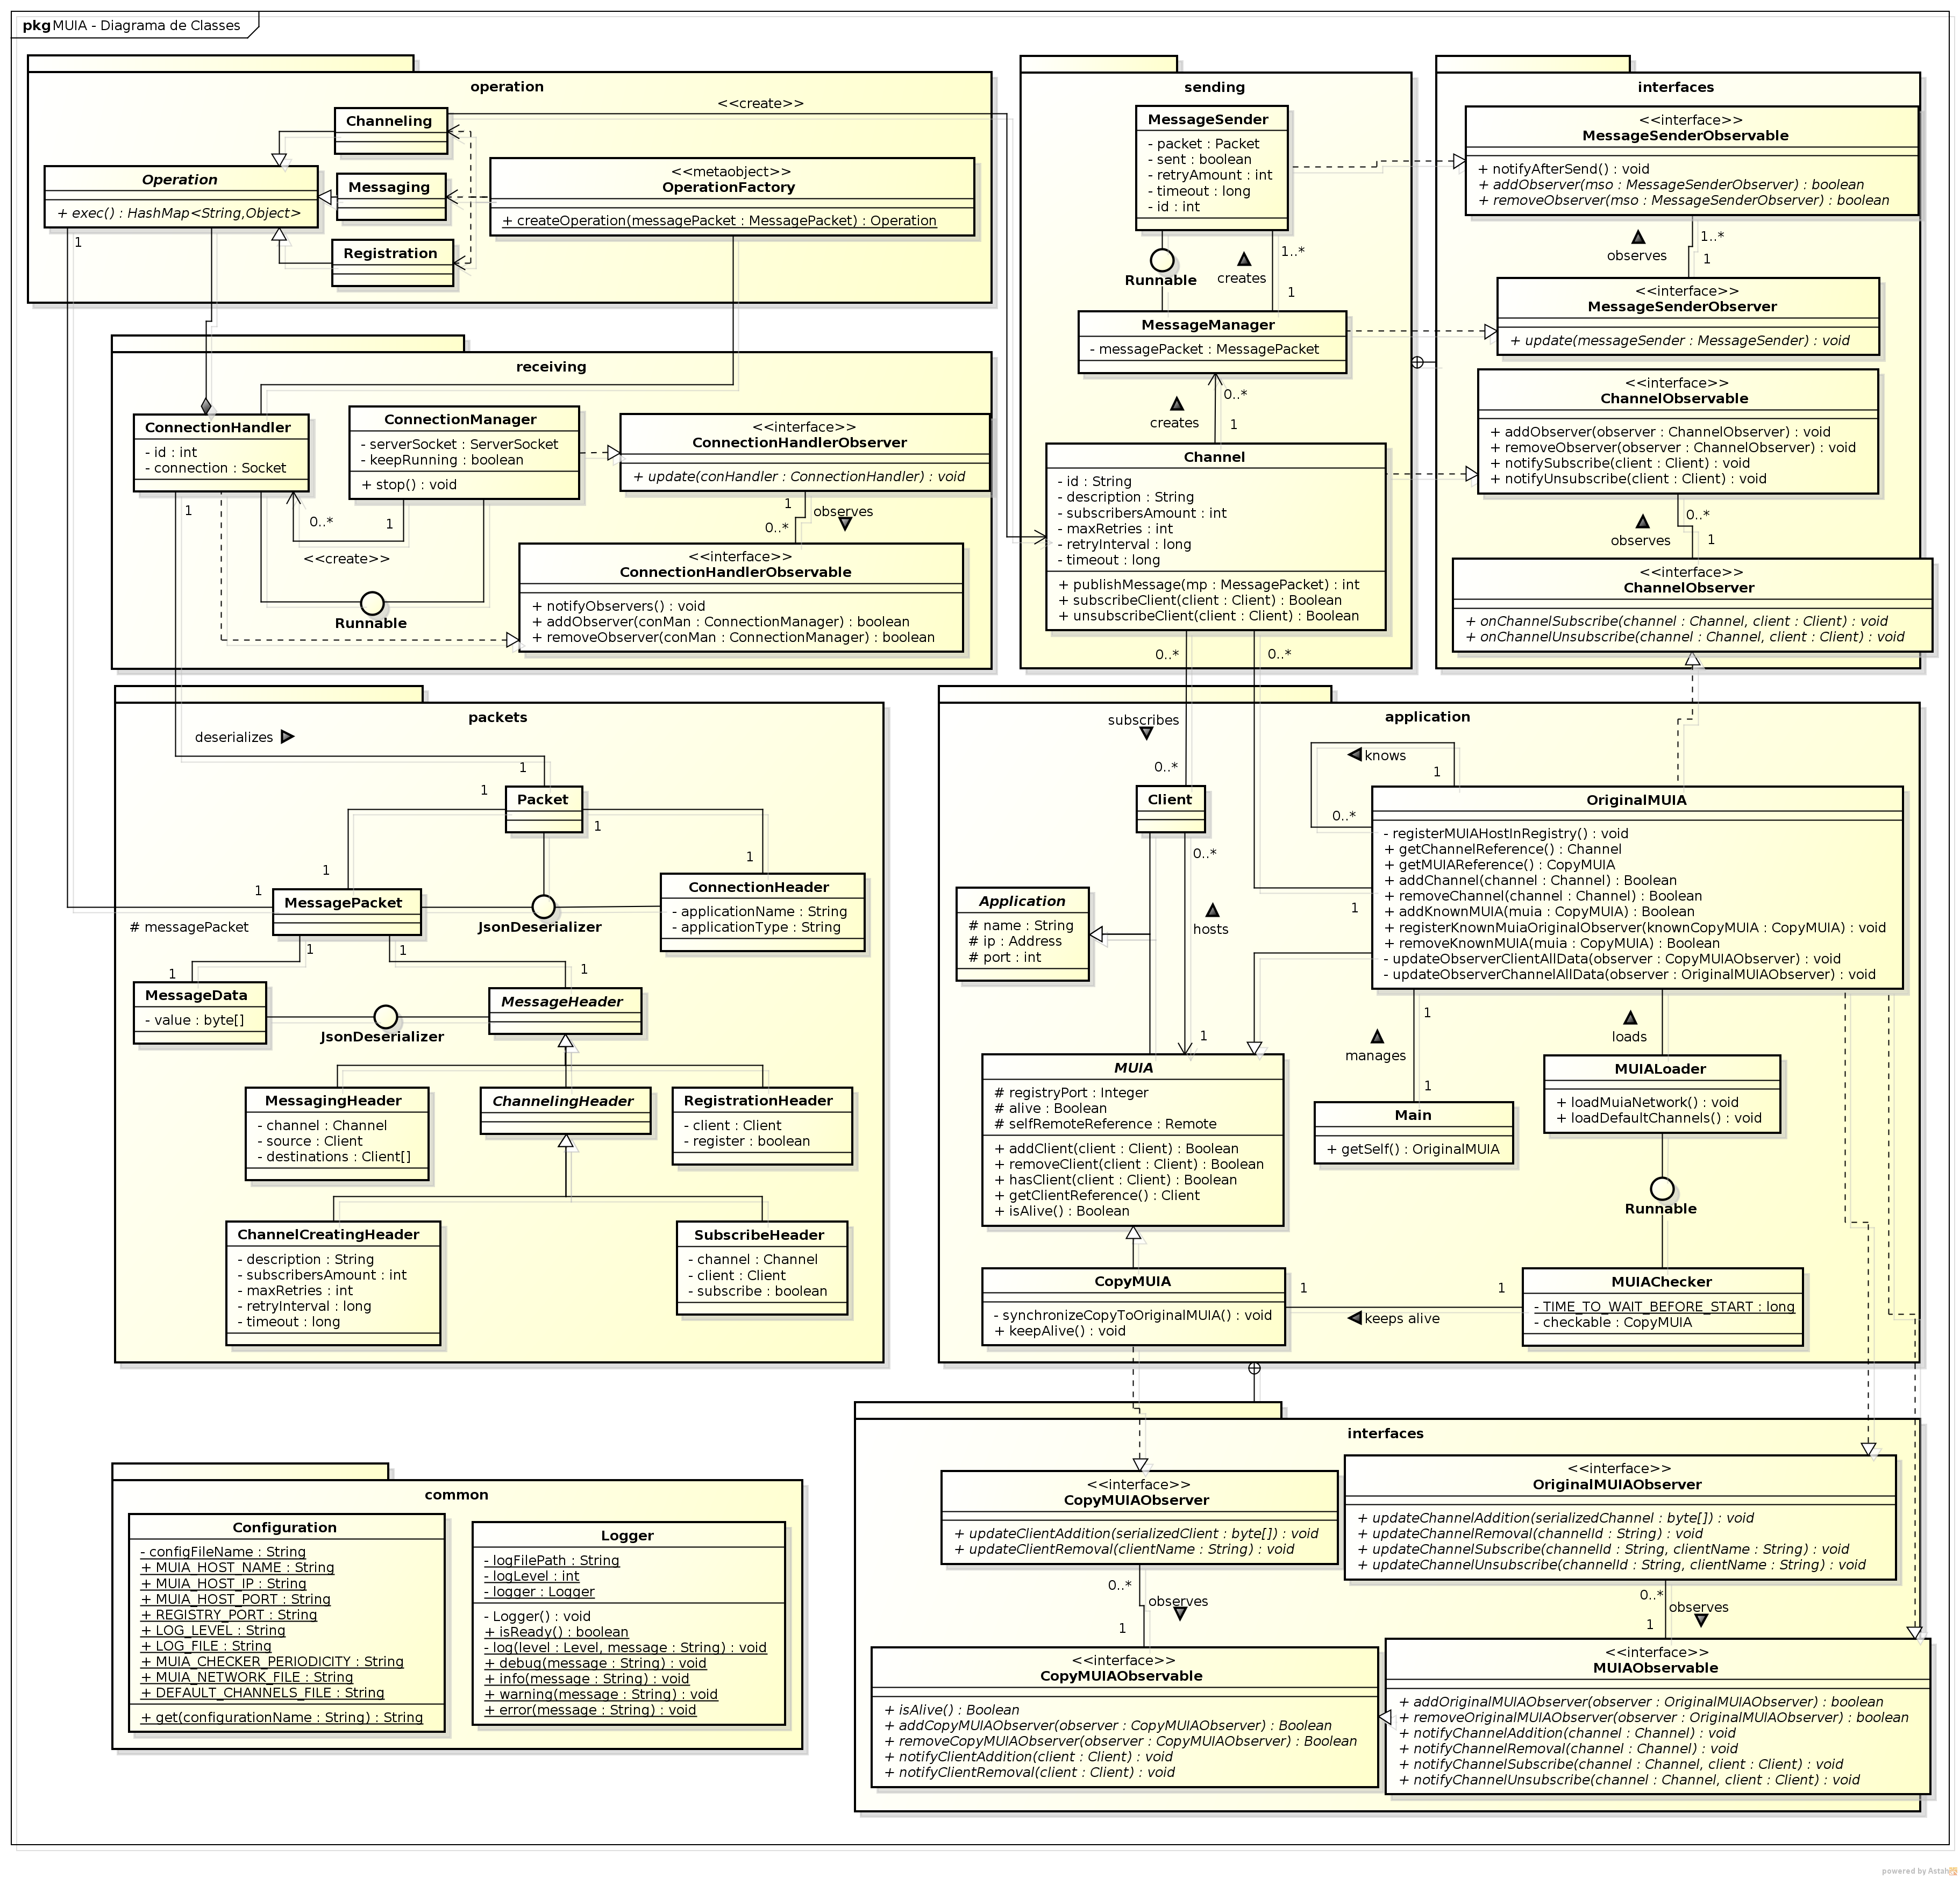 pkg MUIA - Diagrama de Classes
operation
<<create>>
Channeling
Operation
+ exec() : HashMap<String,Object>
1
Messaging
Registration
<<metaobject>>
OperationFactory
+ createOperation(messagePacket : MessagePacket) : Operation
sending
MessageSender
- packet : Packet
- sent : boolean
- retryAmount : int
- timeout : long
- id : int
Runnable
creates
1..*
1
MessageManager
- messagePacket : MessagePacket
creates
0..*
1
Channel
- id : String
- description : String
- subscribersAmount : int
- maxRetries : int
- retryInterval : long
- timeout : long
+ publishMessage(mp : MessagePacket) : int
+ subscribeClient(client : Client) : Boolean
+ unsubscribeClient(client : Client) : Boolean
0..*
0..*
interfaces
<<interface>>
MessageSenderObservable
+ notifyAfterSend() : void
+ addObserver(mso : MessageSenderObserver) : boolean
+ removeObserver(mso : MessageSenderObserver) : boolean
observes
1..*
1
<<interface>>
MessageSenderObserver
+ update(messageSender : MessageSender) : void
<<interface>>
ChannelObservable
+ addObserver(observer : ChannelObserver) : void
+ removeObserver(observer : ChannelObserver) : void
+ notifySubscribe(client : Client) : void
+ notifyUnsubscribe(client : Client) : void
observes
0..*
1
<<interface>>
ChannelObserver
+ onChannelSubscribe(channel : Channel, client : Client) : void
+ onChannelUnsubscribe(channel : Channel, client : Client) : void
receiving
ConnectionHandler
- id : int
- connection : Socket
1
ConnectionManager
- serverSocket : ServerSocket
- keepRunning : boolean
+ stop() : void
0..*
1
<<create>>
Runnable
<<interface>>
ConnectionHandlerObserver
+ update(conHandler : ConnectionHandler) : void
1
observes
0..*
<<interface>>
ConnectionHandlerObservable
+ notifyObservers() : void
+ addObserver(conMan : ConnectionManager) : boolean
+ removeObserver(conMan : ConnectionManager) : boolean
packets
deserializes
1
1
Packet
1
1
1
1
MessagePacket
# messagePacket
JsonDeserializer
ConnectionHeader
- applicationName : String
- applicationType : String
1
1
1
1
MessageData
- value : byte[]
JsonDeserializer
MessageHeader
MessagingHeader
- channel : Channel
- source : Client
- destinations : Client[]
ChannelingHeader
RegistrationHeader
- client : Client
- register : boolean
ChannelCreatingHeader
- description : String
- subscribersAmount : int
- maxRetries : int
- retryInterval : long
- timeout : long
SubscribeHeader
- channel : Channel
- client : Client
- subscribe : boolean
application
subscribes
0..*
Client
0..*
hosts
1
Application
# name : String
# ip : Address
# port : int
knows
1
0..*
OriginalMUIA
- registerMUIAHostInRegistry() : void
+ getChannelReference() : Channel
+ getMUIAReference() : CopyMUIA
+ addChannel(channel : Channel) : Boolean
+ removeChannel(channel : Channel) : Boolean
+ addKnownMUIA(muia : CopyMUIA) : Boolean
+ registerKnownMuiaOriginalObserver(knownCopyMUIA : CopyMUIA) : void
+ removeKnownMUIA(muia : CopyMUIA) : Boolean
- updateObserverClientAllData(observer : CopyMUIAObserver) : void
- updateObserverChannelAllData(observer : OriginalMUIAObserver) : void
1
1
manages
1
loads
MUIA
# registryPort : Integer
# alive : Boolean
# selfRemoteReference : Remote
+ addClient(client : Client) : Boolean
+ removeClient(client : Client) : Boolean
+ hasClient(client : Client) : Boolean
+ getClientReference() : Client
+ isAlive() : Boolean
Main
+ getSelf() : OriginalMUIA
MUIALoader
+ loadMuiaNetwork() : void
+ loadDefaultChannels() : void
Runnable
CopyMUIA
- synchronizeCopyToOriginalMUIA() : void
+ keepAlive() : void
1
1
keeps alive
MUIAChecker
- TIME_TO_WAIT_BEFORE_START : long
- checkable : CopyMUIA
interfaces
<<interface>>
CopyMUIAObserver
+ updateClientAddition(serializedClient : byte[]) : void
+ updateClientRemoval(clientName : String) : void
0..*
observes
1
<<interface>>
OriginalMUIAObserver
+ updateChannelAddition(serializedChannel : byte[]) : void
+ updateChannelRemoval(channelId : String) : void
+ updateChannelSubscribe(channelId : String, clientName : String) : void
+ updateChannelUnsubscribe(channelId : String, clientName : String) : void
0..*
observes
1
<<interface>>
CopyMUIAObservable
+ isAlive() : Boolean
+ addCopyMUIAObserver(observer : CopyMUIAObserver) : Boolean
+ removeCopyMUIAObserver(observer : CopyMUIAObserver) : Boolean
+ notifyClientAddition(client : Client) : void
+ notifyClientRemoval(client : Client) : void
<<interface>>
MUIAObservable
+ addOriginalMUIAObserver(observer : OriginalMUIAObserver) : boolean
+ removeOriginalMUIAObserver(observer : OriginalMUIAObserver) : boolean
+ notifyChannelAddition(channel : Channel) : void
+ notifyChannelRemoval(channel : Channel) : void
+ notifyChannelSubscribe(channel : Channel, client : Client) : void
+ notifyChannelUnsubscribe(channel : Channel, client : Client) : void
common
Configuration
- configFileName : String
+ MUIA_HOST_NAME : String
+ MUIA_HOST_IP : String
+ MUIA_HOST_PORT : String
+ REGISTRY_PORT : String
+ LOG_LEVEL : String
+ LOG_FILE : String
+ MUIA_CHECKER_PERIODICITY : String
+ MUIA_NETWORK_FILE : String
+ DEFAULT_CHANNELS_FILE : String
+ get(configurationName : String) : String
Logger
- logFilePath : String
- logLevel : int
- logger : Logger
- Logger() : void
+ isReady() : boolean
- log(level : Level, message : String) : void
+ debug(message : String) : void
+ info(message : String) : void
+ warning(message : String) : void
+ error(message : String) : void
powered by Astah